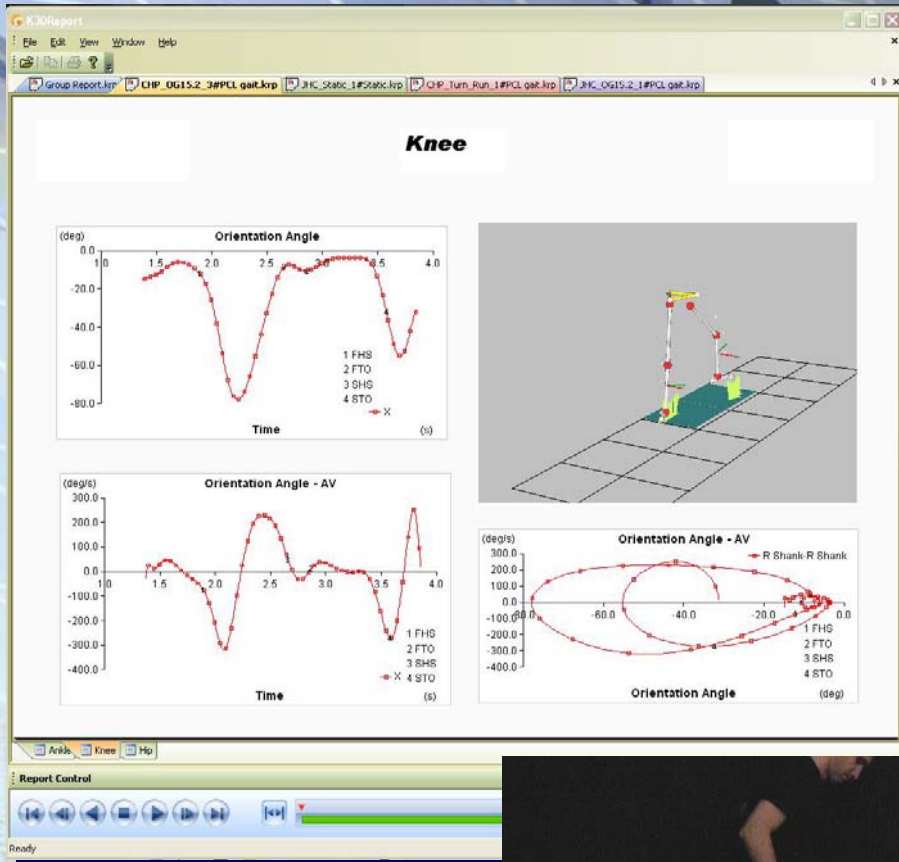 K3DReport
File Edit View Window Help
Group Report.krp CHP_OG15.2_3#PCL gait.krp JHC_Static_1#Static.krp CHP_Turn_Run_1#PCL gait.krp JHC_OG15.2_1#PCL gait.krp
Knee
Orientation Angle
(deg)
0.0
1.0 1.5 2.0 2.5 3.0 3.5 4.0
-20.0
-40.0
-60.0
-80.0
1 FHS
2 FTO
3 SHS
4 STO
X
Time (s)
Orientation Angle - AV
(deg/s)
300.0
200.0
100.0
0.0
1.0 1.5 2.0 2.5 3.0 3.5 4.0
-100.0
-200.0
-300.0
-400.0
1 FHS
2 FTO
3 SHS
X 4 STO
Time (s)
Orientation Angle - AV
(deg/s)
R Shank-R Shank
300.0
200.0
100.0
0.0
-80.0 -60.0 -40.0 -20.0 0.0
-100.0
-200.0
-300.0
-400.0
1 FHS
2 FTO
3 SHS
4 STO
Orientation Angle (deg)
Ankle Knee Hip
Report Control
Ready